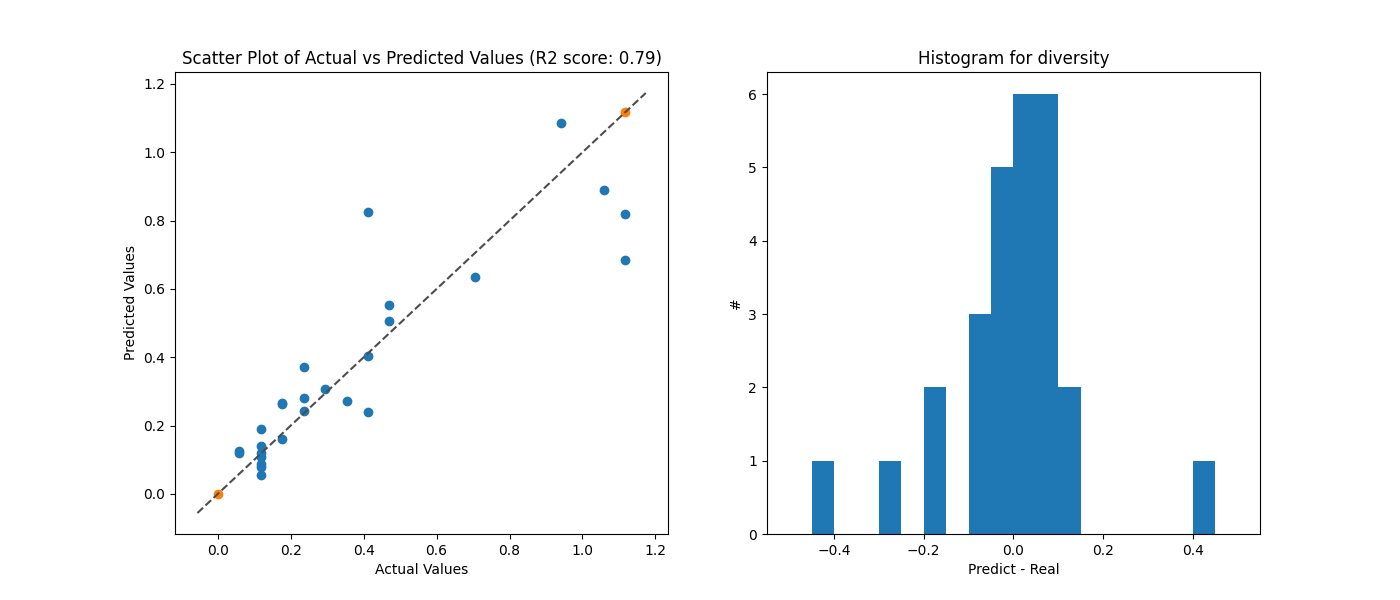 Scatter Plot of Actual vs Predicted Values (R2 score: 0.79)
1.2
1.0
0.8
0.6
0.4
0.2
0.0
Predicted Values
0.0 0.2 0.4 0.6 0.8 1.0 1.2
Actual Values
Histogram for diversity
6
5
4
3
2
1
0
#
−0.4 −0.2 0.0 0.2 0.4
Predict - Real